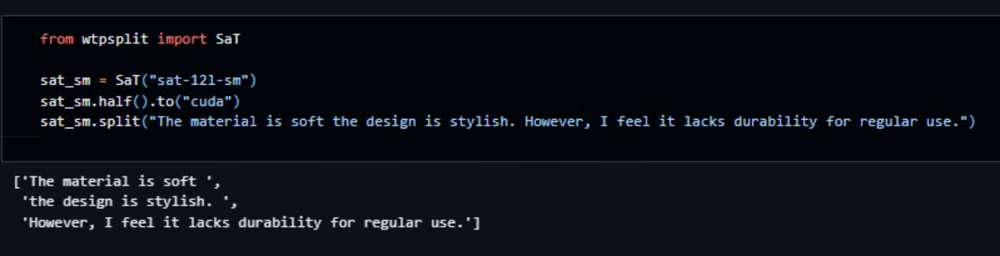 from wtpsplit import SaT
sat_sm = SaT("sat-12l-sm")
sat_sm.half().to("cuda")
sat_sm.split("The material is soft the design is stylish. However, I feel it lacks durability for regular use.")
['The material is soft ',
'the design is stylish. ',
'However, I feel it lacks durability for regular use.']